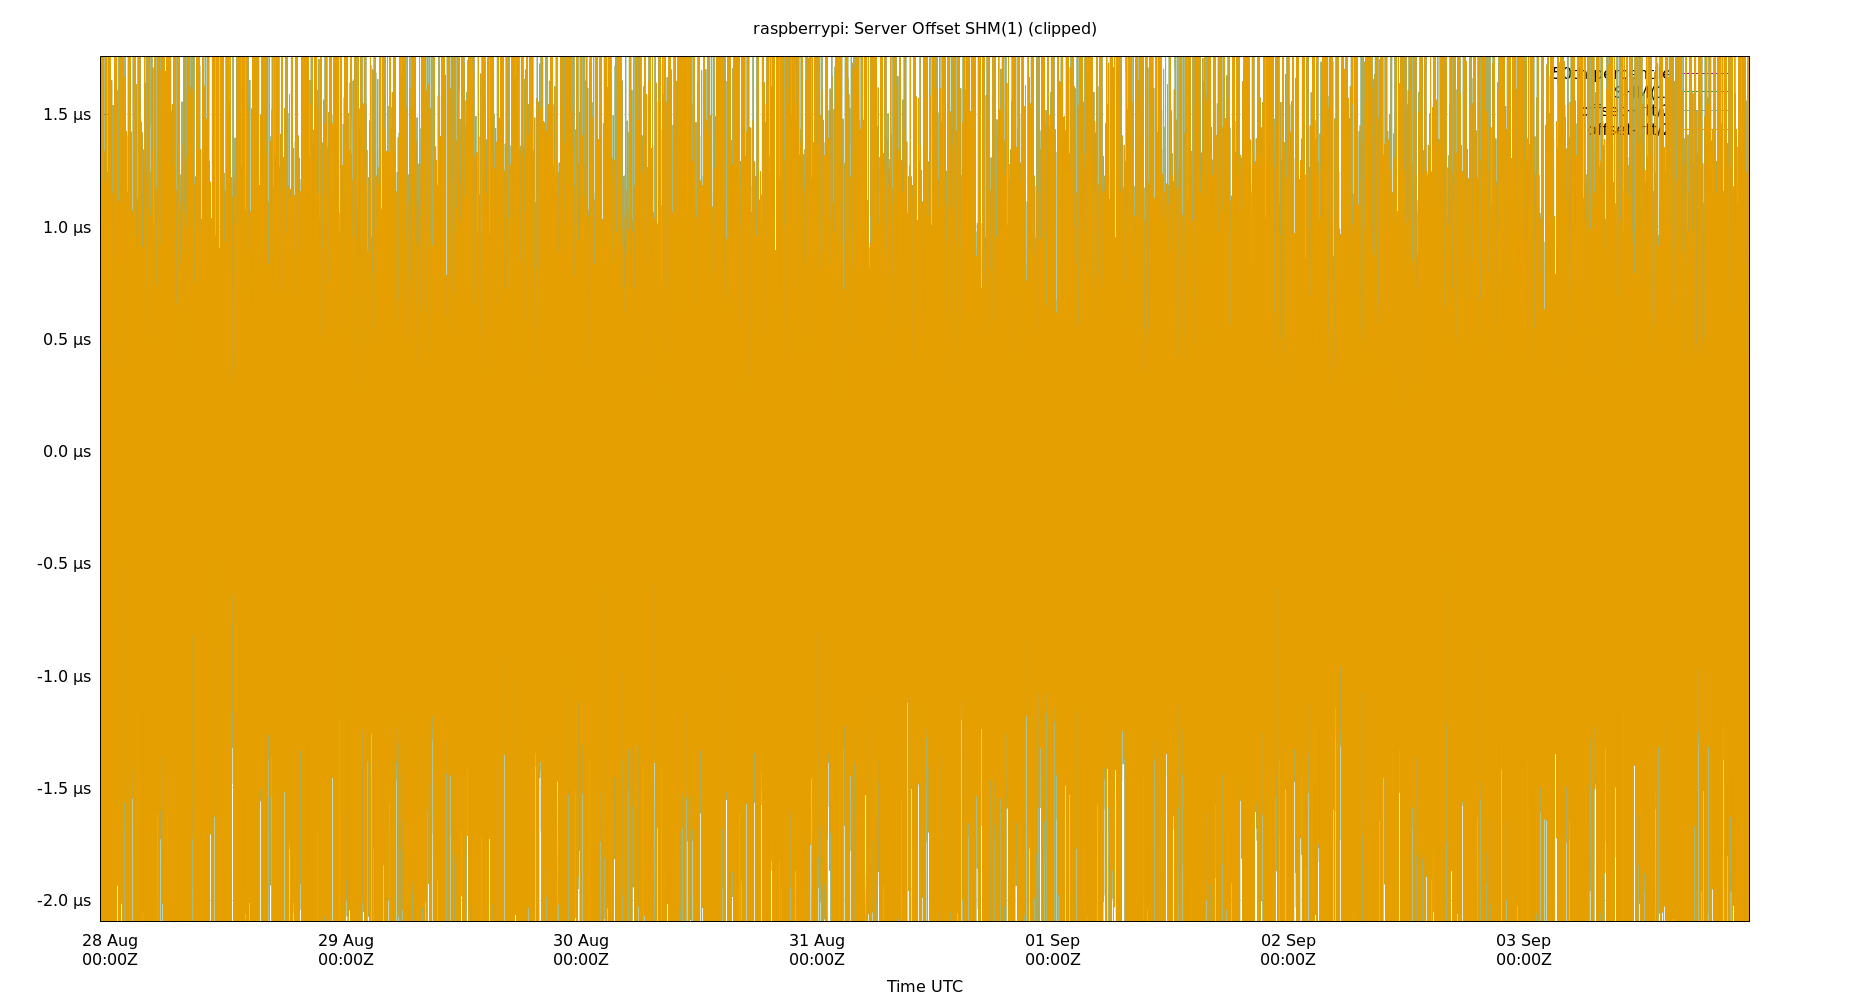 raspberrypi: Server Offset SHM(1) (clipped)
1.5 µs
1.0 µs
0.5 µs
0.0 µs
-0.5 µs
-1.0 µs
-1.5 µs
-2.0 µs
28 Aug
00:00Z
29 Aug
00:00Z
30 Aug
00:00Z
31 Aug
00:00Z
01 Sep
00:00Z
02 Sep
00:00Z
03 Sep
00:00Z
Time UTC